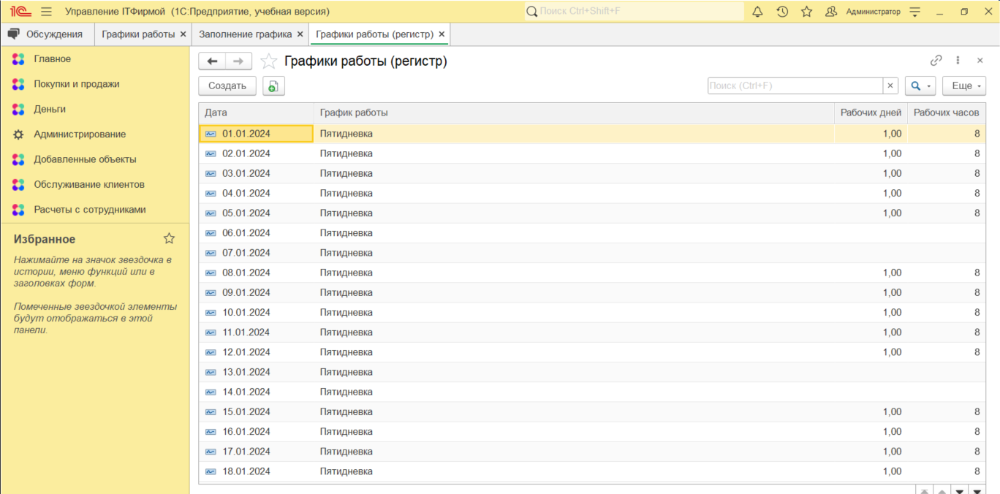 1С Управление ITФирмой (1С:Предприятие, учебная версия) Поиск Ctrl+Shift+F Администратор
Обсуждения Графики работы Заполнение графика Графики работы (регистр)
Главное
Покупки и продажи
Деньги
Администрирование
Добавленные объекты
Обслуживание клиентов
Расчеты с сотрудниками
Избранное
Нажимайте на значок звездочка в
истории, меню функций или в
заголовках форм.
Помеченные звездочкой элементы
будут отображаться в этой
панели.
Графики работы (регистр)
Создать Поиск (Ctrl+F) Еще
Дата График работы Рабочих дней Рабочих часов
01.01.2024 Пятидневка 1,00 8
02.01.2024 Пятидневка 1,00 8
03.01.2024 Пятидневка 1,00 8
04.01.2024 Пятидневка 1,00 8
05.01.2024 Пятидневка 1,00 8
06.01.2024 Пятидневка
07.01.2024 Пятидневка
08.01.2024 Пятидневка 1,00 8
09.01.2024 Пятидневка 1,00 8
10.01.2024 Пятидневка 1,00 8
11.01.2024 Пятидневка 1,00 8
12.01.2024 Пятидневка 1,00 8
13.01.2024 Пятидневка
14.01.2024 Пятидневка
15.01.2024 Пятидневка 1,00 8
16.01.2024 Пятидневка 1,00 8
17.01.2024 Пятидневка 1,00 8
18.01.2024 Пятидневка 1,00 8